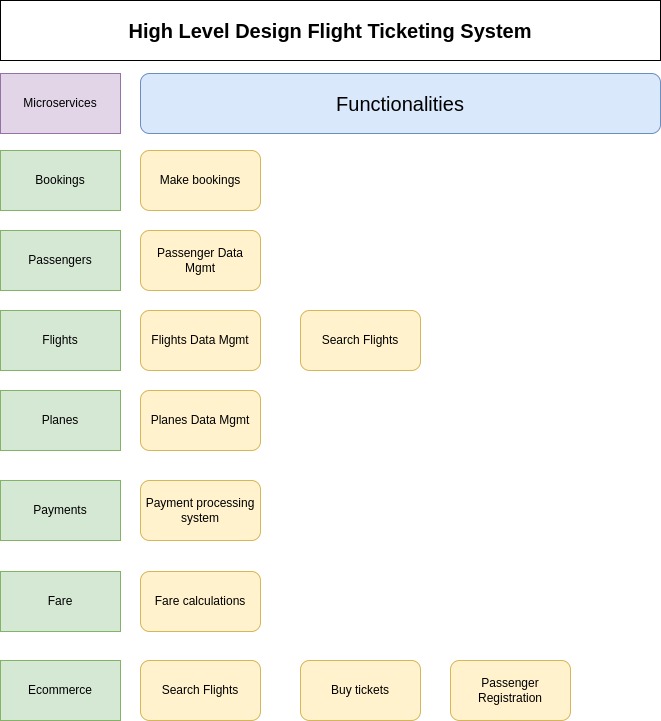 High Level Design Flight Ticketing System
Microservices
Functionalities
Bookings
Make bookings
Passengers
Passenger Data
Mgmt
Flights
Flights Data Mgmt
Search Flights
Planes
Planes Data Mgmt
Payments
Payment processing
system
Fare
Fare calculations
Ecommerce
Search Flights
Buy tickets
Passenger
Registration